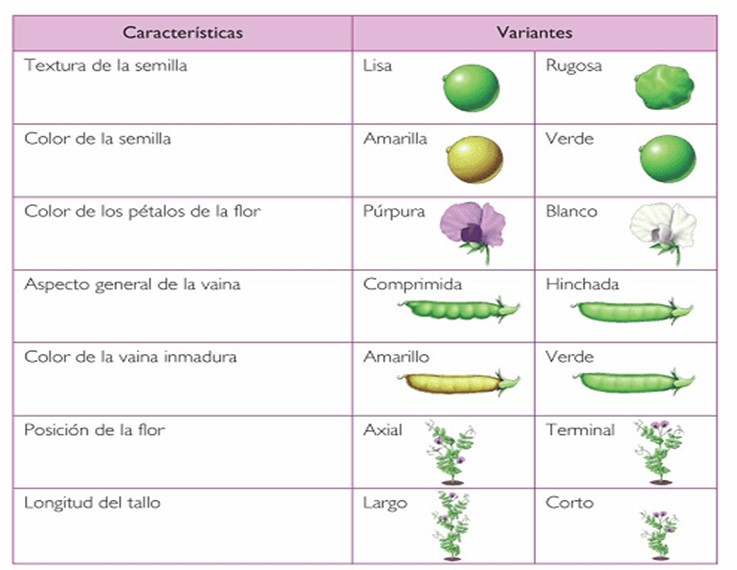 Características Variantes
Textura de la semilla Lisa Rugosa
Color de la semilla Amarilla Verde
Color de los pétalos de la flor Púrpura Blanco
Aspecto general de la vaina Comprimida Hinchada
Color de la vaina inmadura Amarillo Verde
Posición de la flor Axial Terminal
Longitud del tallo Largo Corto